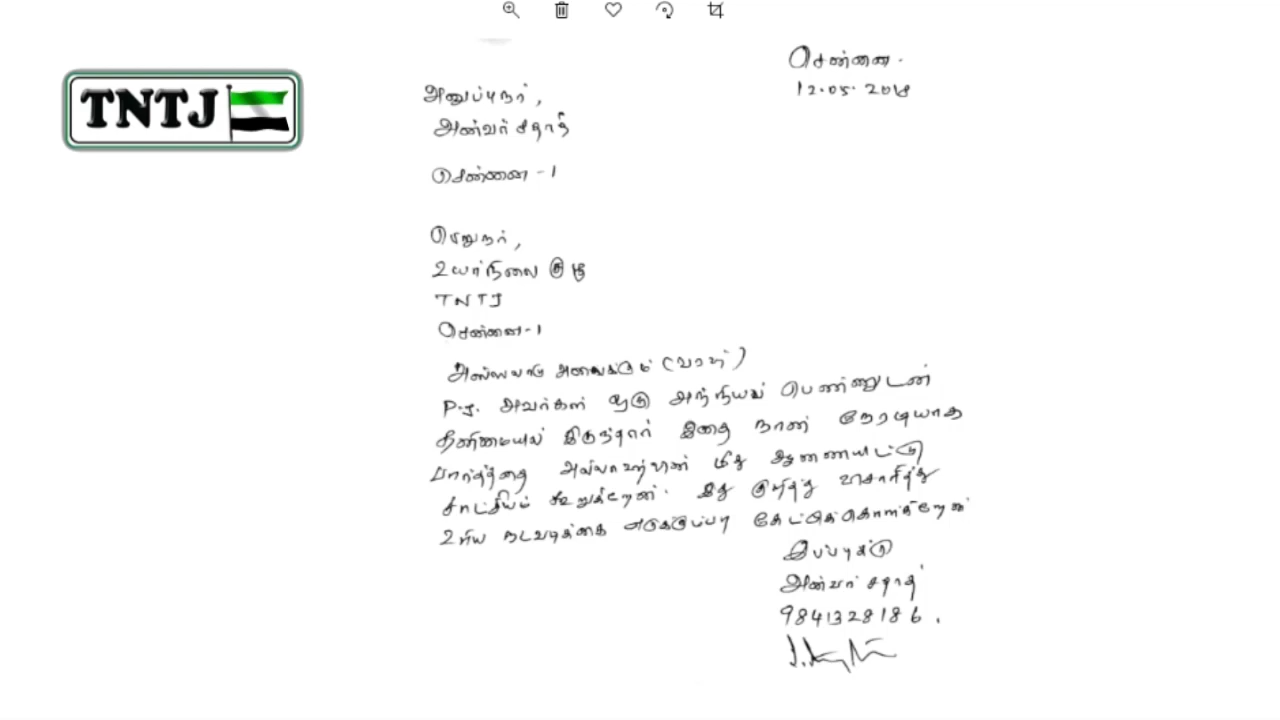 சென்னை.
12.05.2018
TNTJ
அனுப்புநர்,
அன்வர் சதாத்
சென்னை -1
பெறுநர்,
உயர்நிலை குழு
TNTJ
சென்னை-1
அஸ்ஸலாமு அலைக்கும் (வரஹ்)
P.J. அவர்கள் ஒரு அந்நியப் பெண்ணுடன்
தனிமையில் இருந்தார் இதை நான் நேரடியாக
பார்த்ததை அல்லாஹ்வின் மீது ஆணையிட்டு
சாட்சியம் கூறுகிறேன். இது குறித்து விசாரித்து
உரிய நடவடிக்கை எடுக்கும்படி கேட்டுக்கொள்கிறேன்
இப்படிக்கு
அன்வர் சதாத்
9841328186.